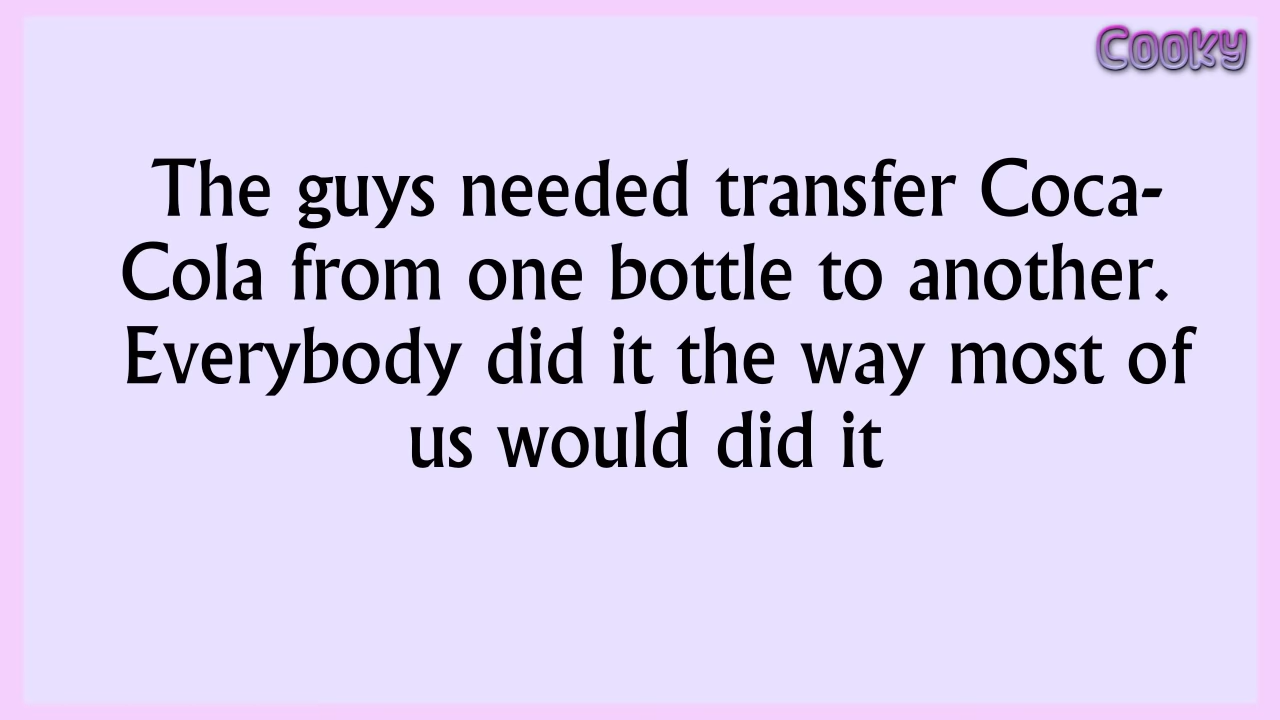 Cooky
The guys needed transfer Coca-
Cola from one bottle to another.
Everybody did it the way most of
us would did it